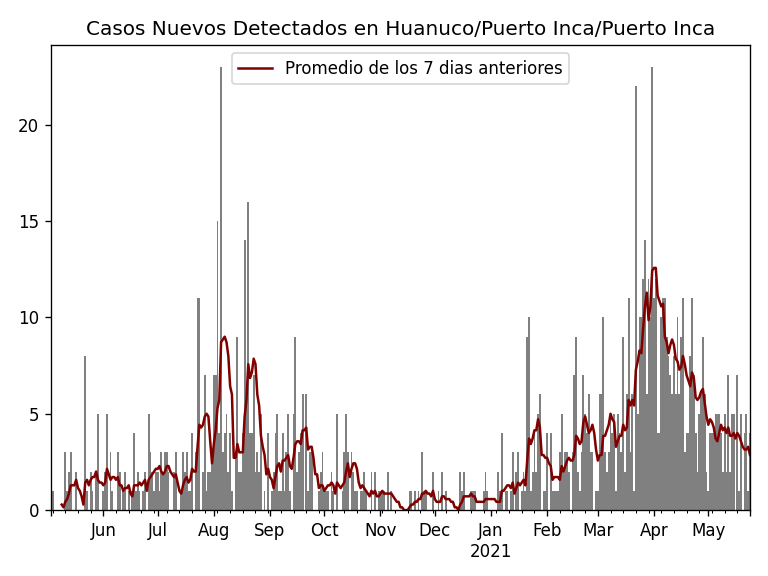 Casos Nuevos Detectados en Huanuco/Puerto Inca/Puerto Inca
Promedio de los 7 dias anteriores
20
15
10
5
0
Jun Jul Aug Sep Oct Nov Dec Jan Feb Mar Apr May
2021